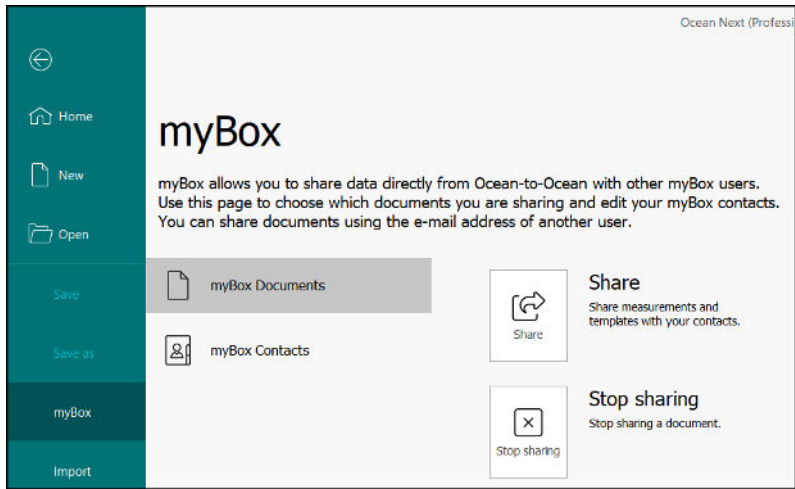 Ocean Next (Professi
Home
New
Open
Save
Save as
myBox
Import
myBox
myBox allows you to share data directly from Ocean-to-Ocean with other myBox users.
Use this page to choose which documents you are sharing and edit your myBox contacts.
You can share documents using the e-mail address of another user.
myBox Documents
myBox Contacts
Share
Share
Share measurements and
templates with your contacts.
Stop sharing
Stop sharing
Stop sharing a document.